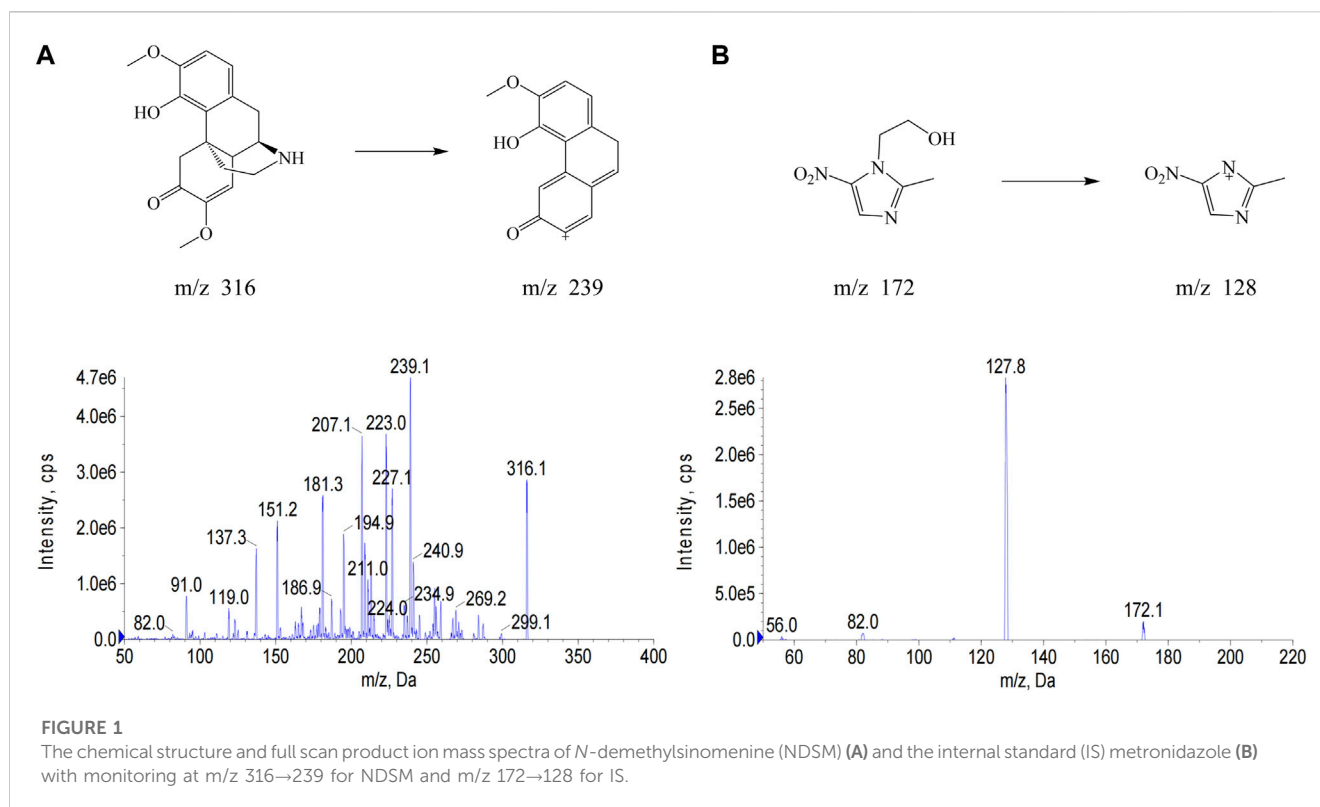 A
B
O
HO
NH
O
O
m/z 316
O
HO
O
+
m/z 239
OH
O2N
N
N
m/z 172
O2N
N
+
N
m/z 128
4.7e6
4.0e6
3.0e6
2.0e6
1.0e6
0.0
Intensity, cps
239.1
207.1
223.0
227.1
316.1
181.3
151.2
194.9
137.3
240.9
211.0
91.0
186.9
234.9
119.0
224.0
269.2
82.0
299.1
50 100 150 200 250 300 350 400
m/z, Da
2.8e6
2.5e6
2.0e6
1.5e6
1.0e6
5.0e5
0.0
Intensity, cps
127.8
172.1
56.0
82.0
60 80 100 120 140 160 180 200 220
m/z, Da
FIGURE 1
The chemical structure and full scan product ion mass spectra of N-demethylsinomenine (NDSM) (A) and the internal standard (IS) metronidazole (B)
with monitoring at m/z 316→239 for NDSM and m/z 172→128 for IS.